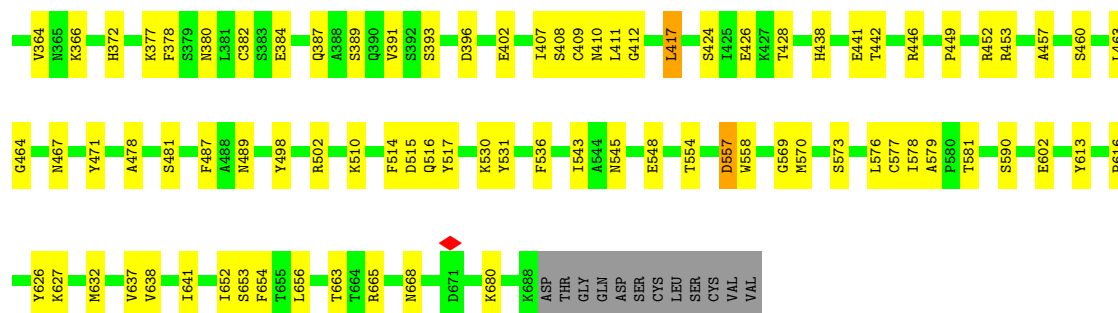 V364 N365 K366 H372 K377 F378 S379 N380 L381 C382 S383 E384 Q387 A388 S389 Q390 V391 S392 S393 D396 E402 I407 S408 C409 N410 L411 G412 L417 S424 I425 E426 K427 T428 H438 E441 T442 R446 P449 R452 R453 A457 S460 L463
G464 N467 Y471 A478 S481 F487 A488 N489 Y498 R502 K510 F514 D515 Q516 Y517 K530 Y531 F536 I543 A544 N545 E548 T554 D557 W558 G569 M570 S573 L576 C577 I578 A579 P580 T581 S590 E602 Y613
Y626 K627 M632 V637 V638 I641 I652 S653 F654 T655 L656 T663 T664 R665 N668 D671 K680 K688 ASP THR GLY GLN ASP SER CYS LEU SER CYS VAL VAL